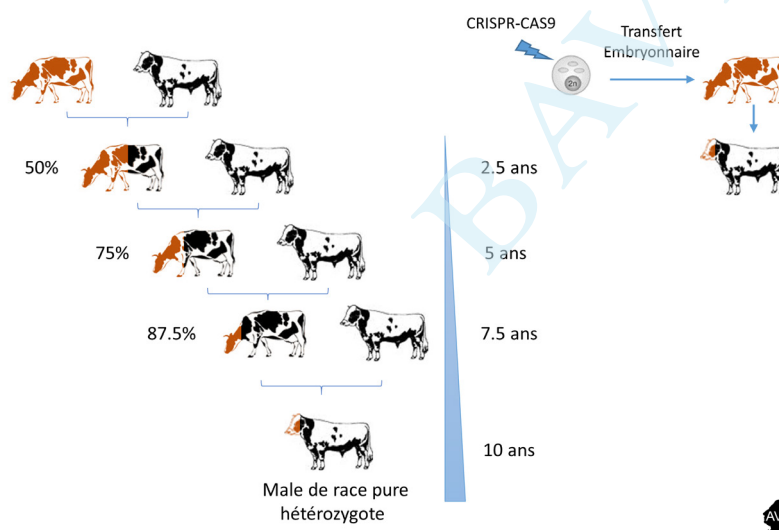 CRISPR-CAS9
Transfert
Embryonnaire
2n
50%
2.5 ans
75%
5 ans
87.5%
7.5 ans
10 ans
Male de race pure
hétérozygote